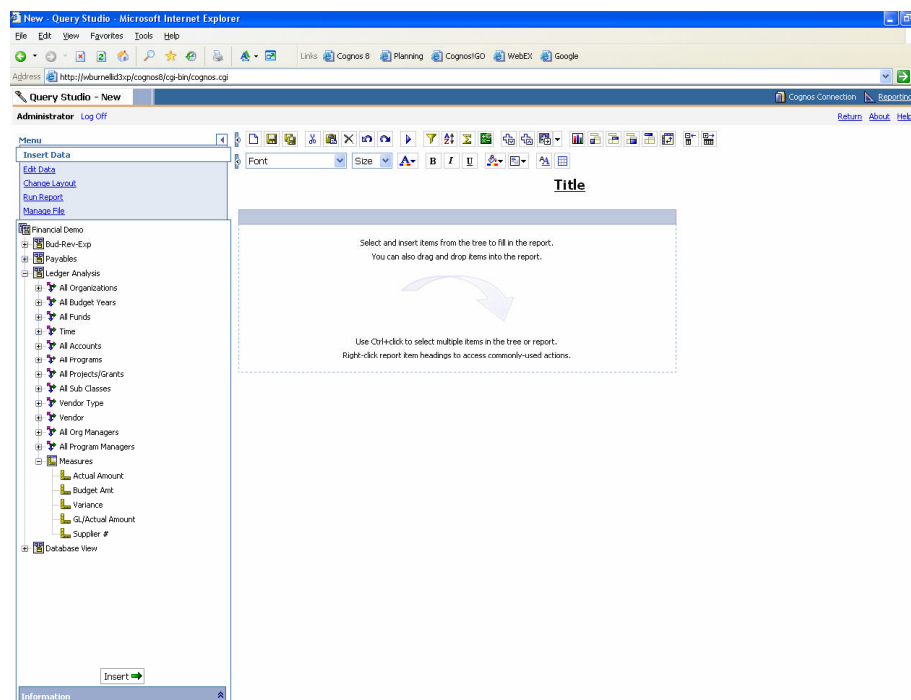 New - Query Studio - Microsoft Internet Explorer
File Edit View Favorites Tools Help
Links Cognos 8 Planning Cognos!GO WebEX Google
Address http://wburnellid3xp/cognos8/cgi-bin/cognos.cgi
Query Studio - New Cognos Connection Reporting
Administrator Log Off Return About Help
Menu
Insert Data
Edit Data
Change Layout
Run Report
Manage File
Font Size A B I U
Title
Financial Demo
Bud-Rev-Exp
Payables
Ledger Analysis
All Organizations
All Budget Years
All Funds
Time
All Accounts
All Programs
All Projects/Grants
All Sub Classes
Vendor Type
Vendor
All Org Managers
All Program Managers
Measures
Actual Amount
Budget Amt
Variance
GL/Actual Amount
Supplier #
Database View
Select and insert items from the tree to fill in the report.
You can also drag and drop items into the report.
Use Ctrl+click to select multiple items in the tree or report.
Right-click report item headings to access commonly-used actions.
Insert
Information